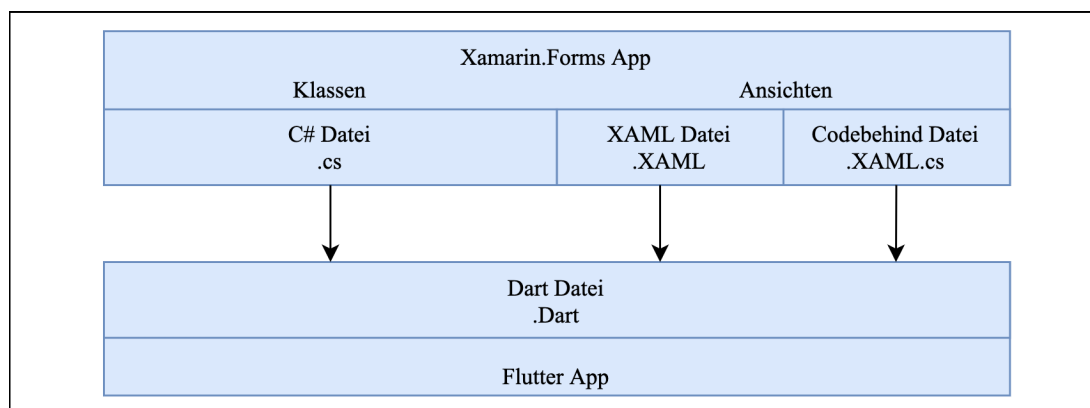 Xamarin.Forms App
Klassen Ansichten
C# Datei XAML Datei Codebehind Datei
.cs .XAML .XAML.cs
Dart Datei
.Dart
Flutter App